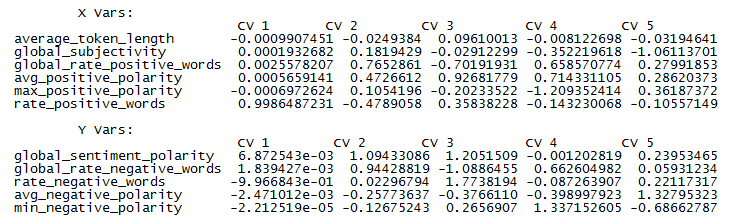 X Vars:
CV 1 CV 2 CV 3 CV 4 CV 5
average_token_length -0.0009907451 -0.0249384 0.09610013 -0.008122698 -0.03194641
global_subjectivity 0.0001932682 0.1819429 -0.02912299 -0.352219618 -1.06113701
global_rate_positive_words 0.0025578207 0.7652861 -0.70191931 0.658570774 0.27991853
avg_positive_polarity 0.0005659141 0.4726612 0.92681779 0.714331105 0.28620373
max_positive_polarity -0.0006972624 0.1054196 -0.20233522 -1.209352414 0.36187372
rate_positive_words 0.9986487231 -0.4789058 0.35838228 -0.143230068 -0.10557149
Y Vars:
CV 1 CV 2 CV 3 CV 4 CV 5
global_sentiment_polarity 6.872543e-03 1.09433086 1.2051509 -0.001202819 0.23953465
global_rate_negative_words 1.839427e-03 0.94428819 -1.0886455 0.662604982 0.05931234
rate_negative_words -9.966843e-01 0.02296794 1.7738194 -0.087263907 0.22117317
avg_negative_polarity -2.471012e-03 -0.25773637 -0.3766110 -0.398997923 1.32795323
min_negative_polarity -2.212519e-05 -0.12675243 0.2656907 1.337152605 -0.68662787